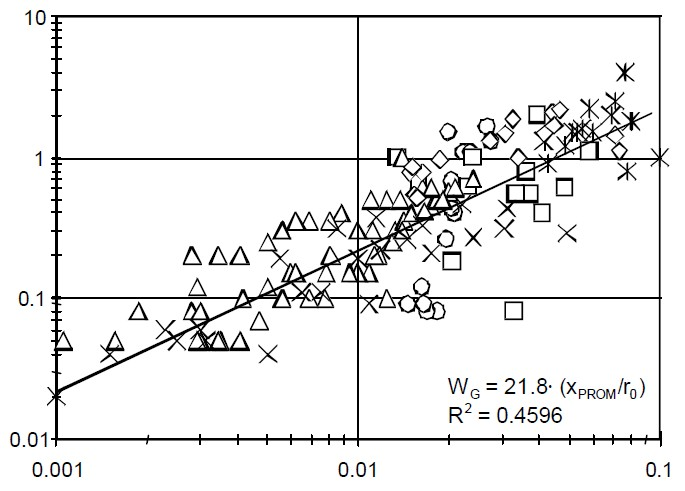 10
1
0.1
0.01
W_G = 21.8· (x_PROM/r_0)
R² = 0.4596
0.001 0.01 0.1